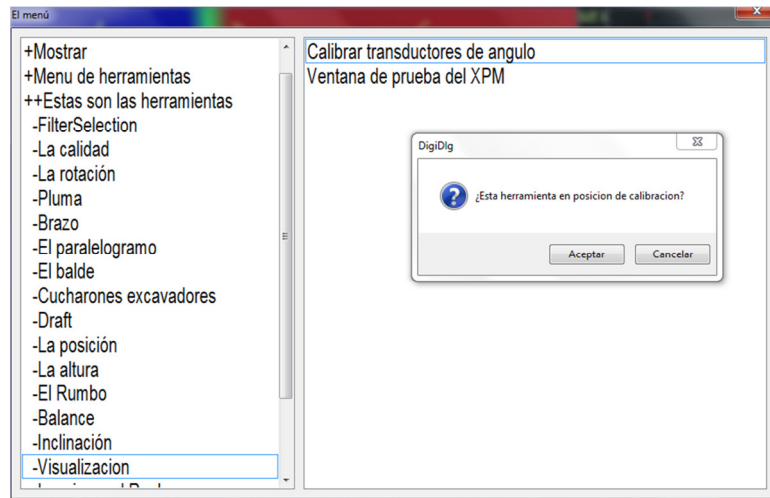 El menú
+Mostrar
+Menu de herramientas
++Estas son las herramientas
-FilterSelection
-La calidad
-La rotación
-Pluma
-Brazo
-El paralelogramo
-El balde
-Cucharones excavadores
-Draft
-La posición
-La altura
-El Rumbo
-Balance
-Inclinación
-Visualizacion
Calibrar transductores de angulo
Ventana de prueba del XPM
DigiDlg
¿Esta herramienta en posicion de calibracion?
Aceptar
Cancelar